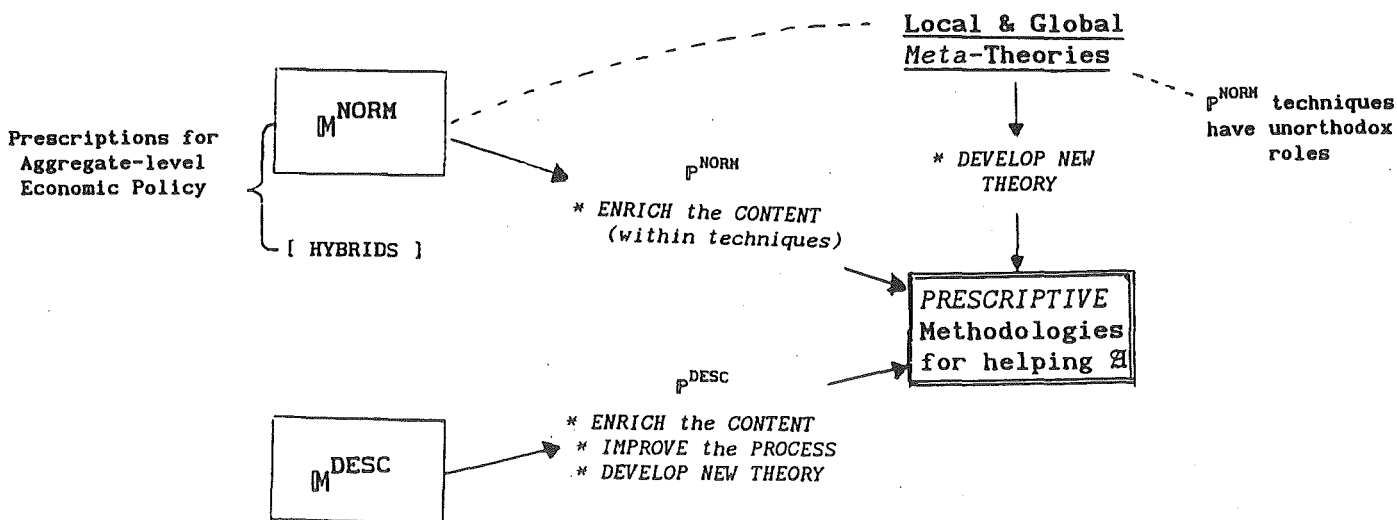 Local & Global
Meta-Theories
ℙ^NORM techniques
have unorthodox
roles
𝕄^NORM
Prescriptions for
Aggregate-level
Economic Policy
[ HYBRIDS ]
* DEVELOP NEW
THEORY
ℙ^NORM
* ENRICH the CONTENT
(within techniques)
PRESCRIPTIVE
Methodologies
for helping 𝔄
ℙ^DESC
* ENRICH the CONTENT
* IMPROVE the PROCESS
* DEVELOP NEW THEORY
𝕄^DESC